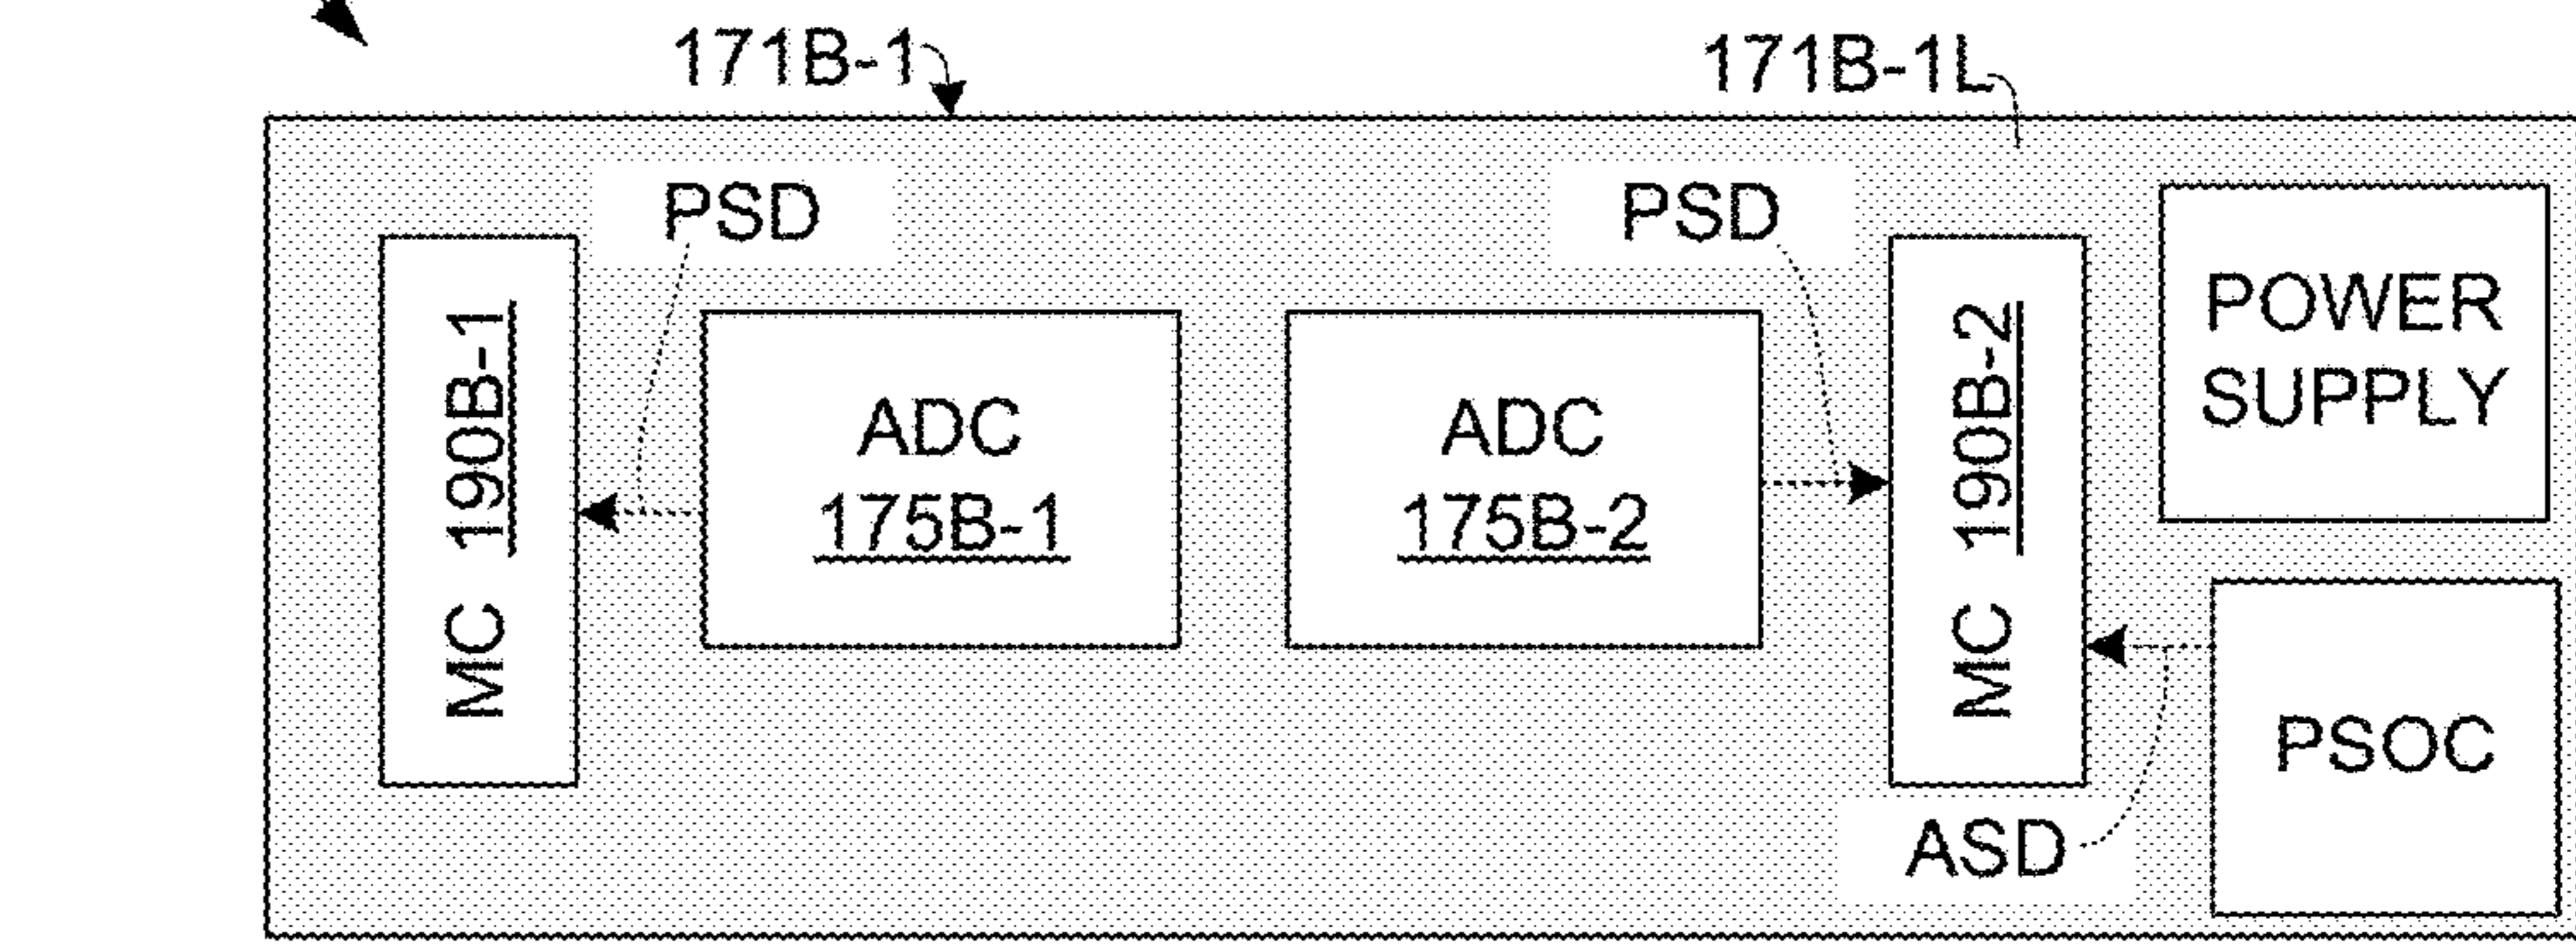 171B-1
171B-1L
PSD
PSD
MC 190B-1
ADC
175B-1
ADC
175B-2
MC 190B-2
POWER
SUPPLY
PSOC
ASD